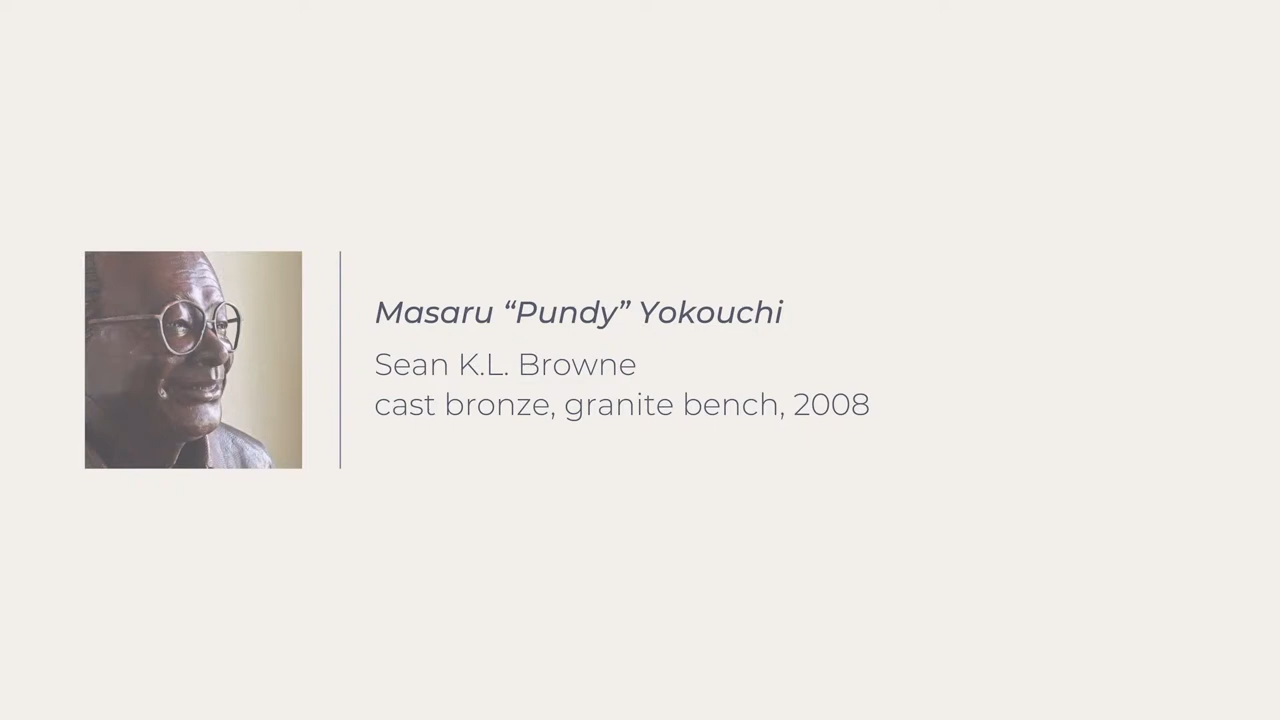 Masaru “Pundy” Yokouchi
Sean K.L. Browne
cast bronze, granite bench, 2008